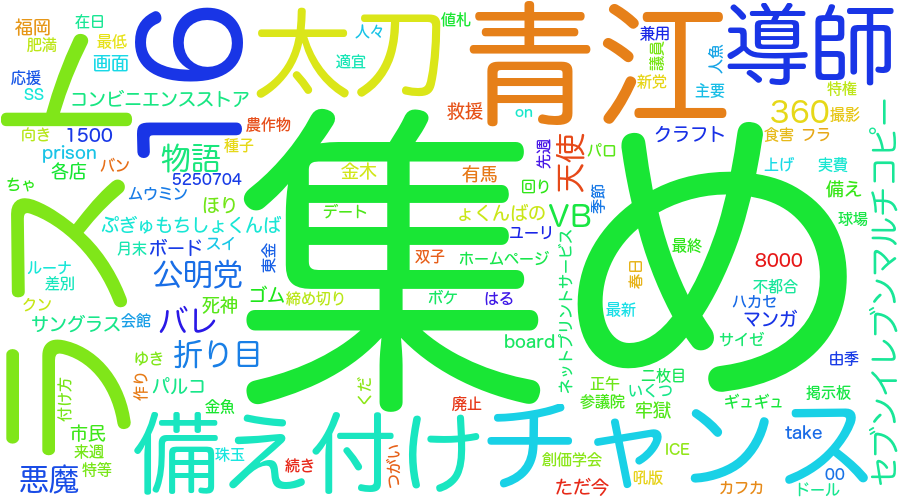 集め
ラスト
16
太刀
青江
導師
備え付け
チャンス
セブンイレブンマルチコピー
福岡
在日
肥満
最低
画面
応援
SS
コンビニエンスストア
向き
1500
prison
バン
各店
物語
農作物
種子
5250704
ちゃ
ムウミン
ほり
ぷぎゅもちしょくんば
月末
ボード
スイ
ルーナ
差別
公明党
東金
クン
サングラス
会館
死神
ゴム
締め切り
バレ
折り目
ゆき
作り
パルコ
付け方
市民
来週
特等
悪魔
金魚
珠玉
続き
つがい
くだ
値札
人々
適宜
救援
on
兼用
議員
新党
人魚
主要
360
撮影
特権
クラフト
食害
フラ
先週
天使
パロ
上げ
実費
備え
金木
有馬
回り
季節
デート
ょくんばの
VB
ユーリ
球場
双子
ホームページ
最終
8000
春日
不都合
ボケ
はる
ネットプリントサービス
最新
ハカセ
マンガ
board
サイゼ
由季
正午
二枚目
いくつ
参議院
牢獄
掲示板
ギュギュ
廃止
take
ICE
創価学会
吼版
00
ただ今
カフカ
ドール